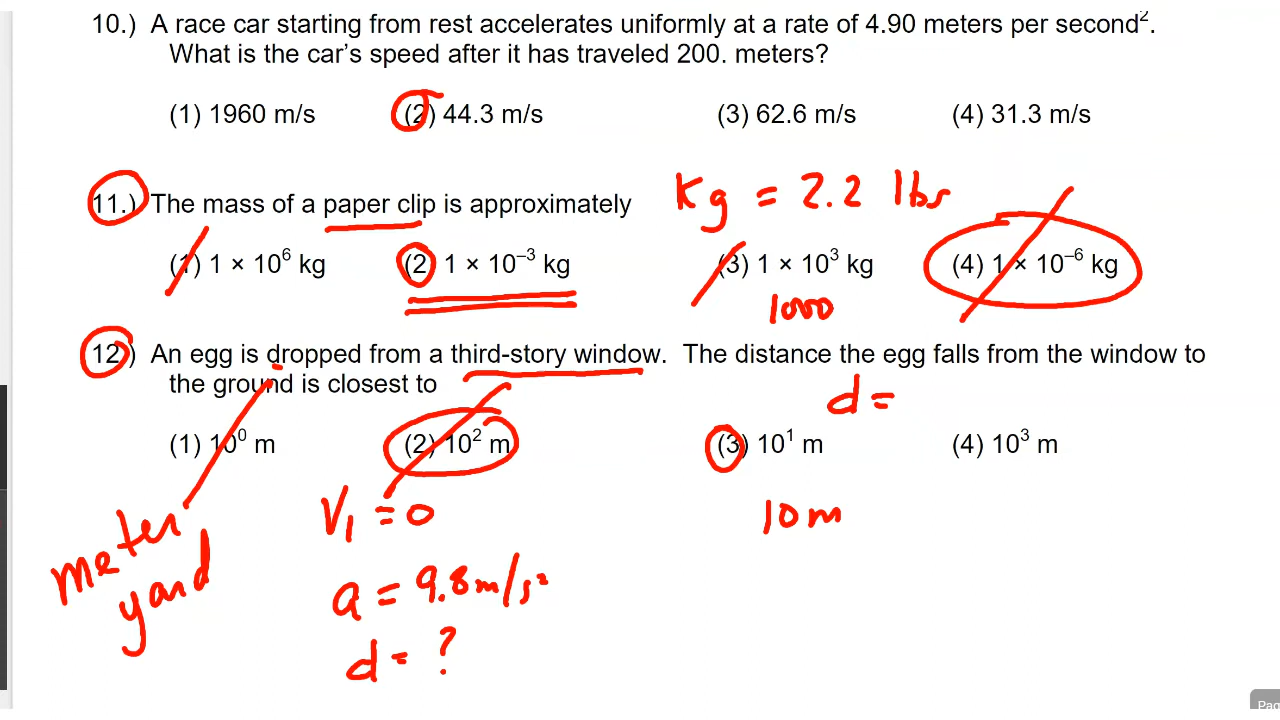 10.) A race car starting from rest accelerates uniformly at a rate of 4.90 meters per second².
What is the car's speed after it has traveled 200. meters?
(1) 1960 m/s (2) 44.3 m/s (3) 62.6 m/s (4) 31.3 m/s
Kg = 2.2 lbs
11.) The mass of a paper clip is approximately
(1) 1 × 10⁶ kg (2) 1 × 10⁻³ kg (3) 1 × 10³ kg (4) 1 × 10⁻⁶ kg
1000
12.) An egg is dropped from a third-story window. The distance the egg falls from the window to
the ground is closest to
d =
(1) 10⁰ m (2) 10² m (3) 10¹ m (4) 10³ m
V₁ = 0
10 m
meter
yard
a = 9.8 m/s²
d = ?